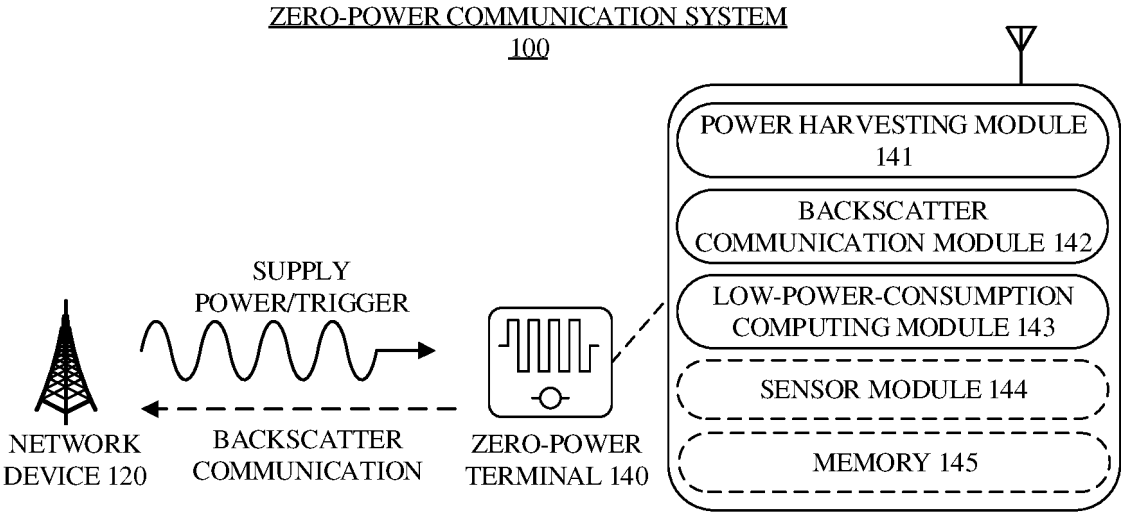 ZERO-POWER COMMUNICATION SYSTEM
100
POWER HARVESTING MODULE
141
BACKSCATTER
COMMUNICATION MODULE 142
LOW-POWER-CONSUMPTION
COMPUTING MODULE 143
SENSOR MODULE 144
MEMORY 145
SUPPLY
POWER/TRIGGER
BACKSCATTER
COMMUNICATION
NETWORK
DEVICE 120
ZERO-POWER
TERMINAL 140